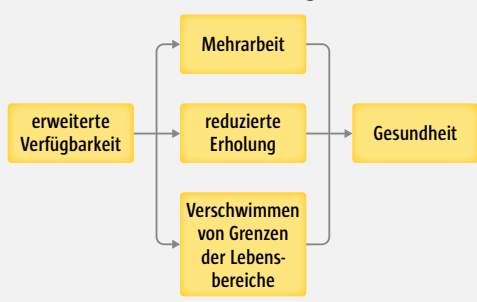 Mehrarbeit
erweiterte
Verfügbarkeit
reduzierte
Erholung
Gesundheit
Verschwimmen
von Grenzen
der Lebens-
bereiche